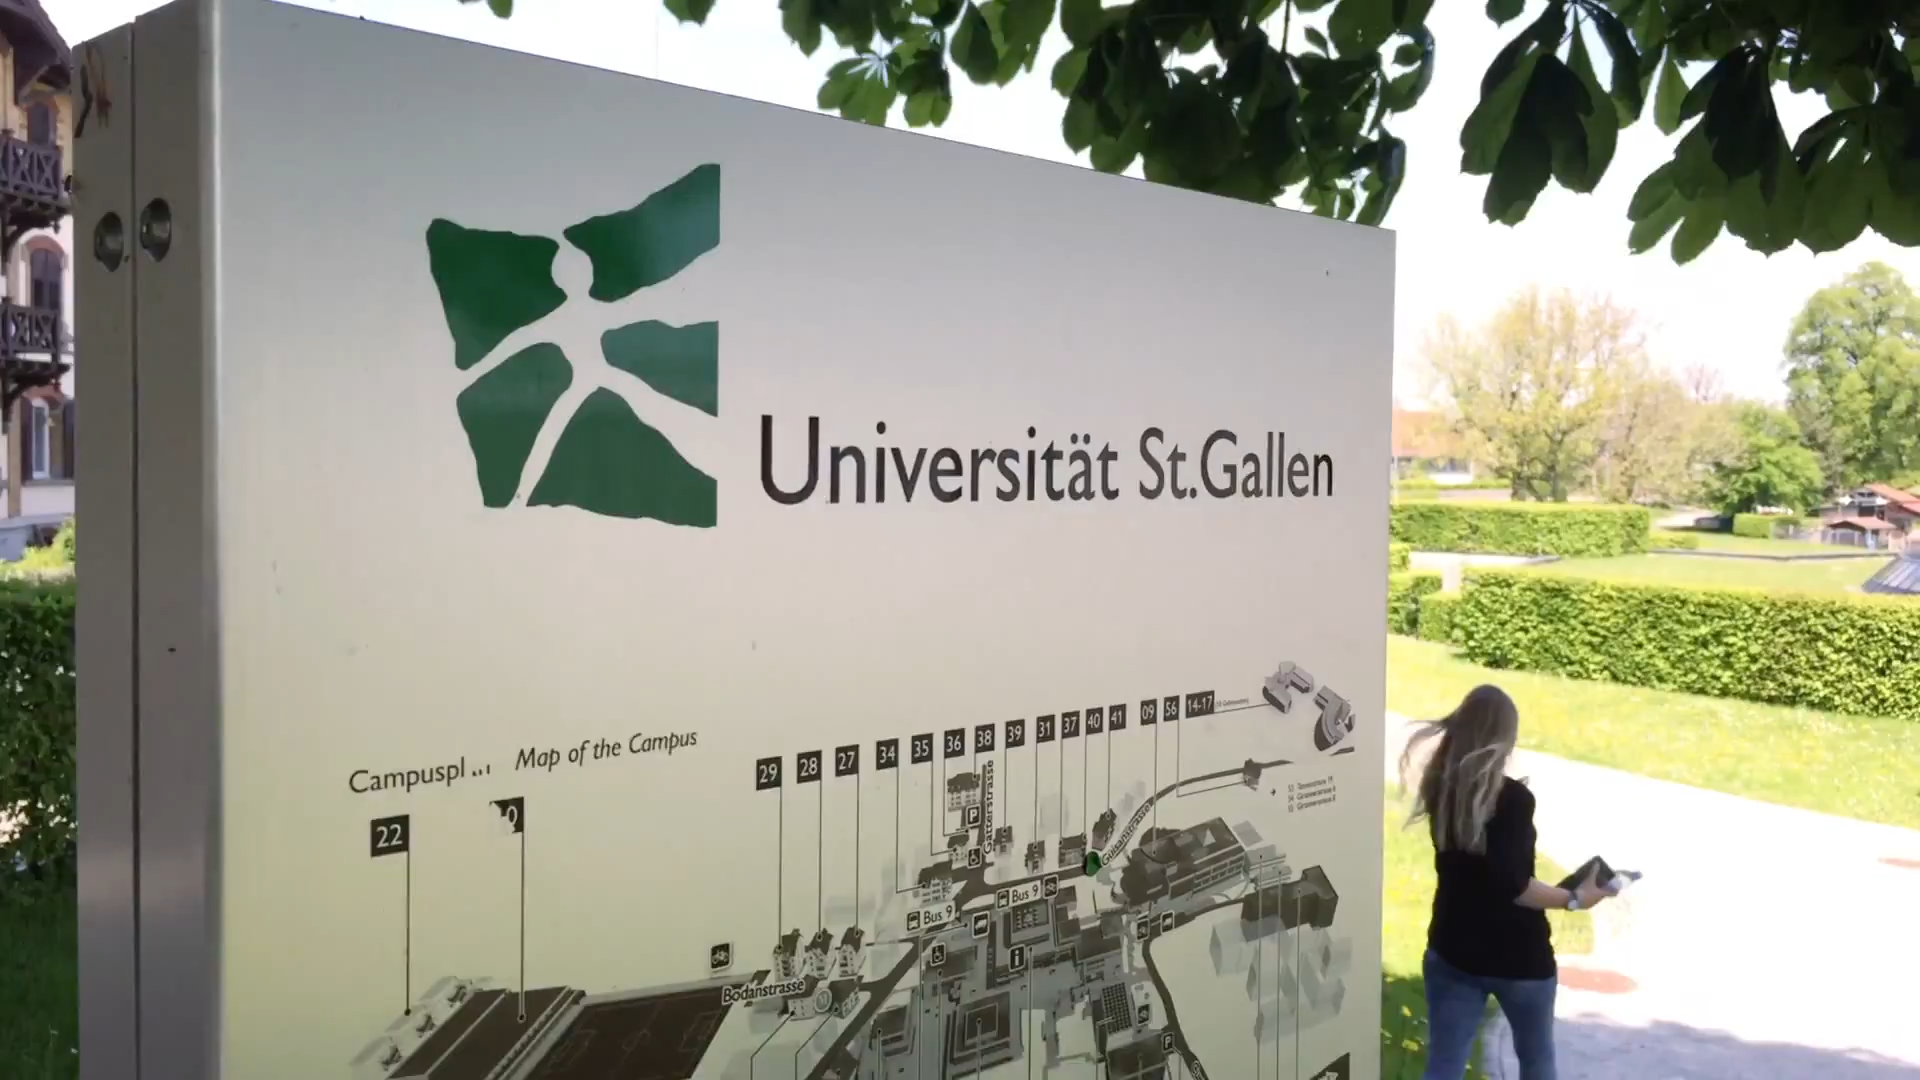 Universität St.Gallen
Campuspl
Map of the Campus
22
29
28
27
34
35
36
38
39
31
37
40
41
09
56
14-17
P
Gatterstrasse
Guisanstrasse
Bus 9
Bus 9
i
Bodanstrasse
P